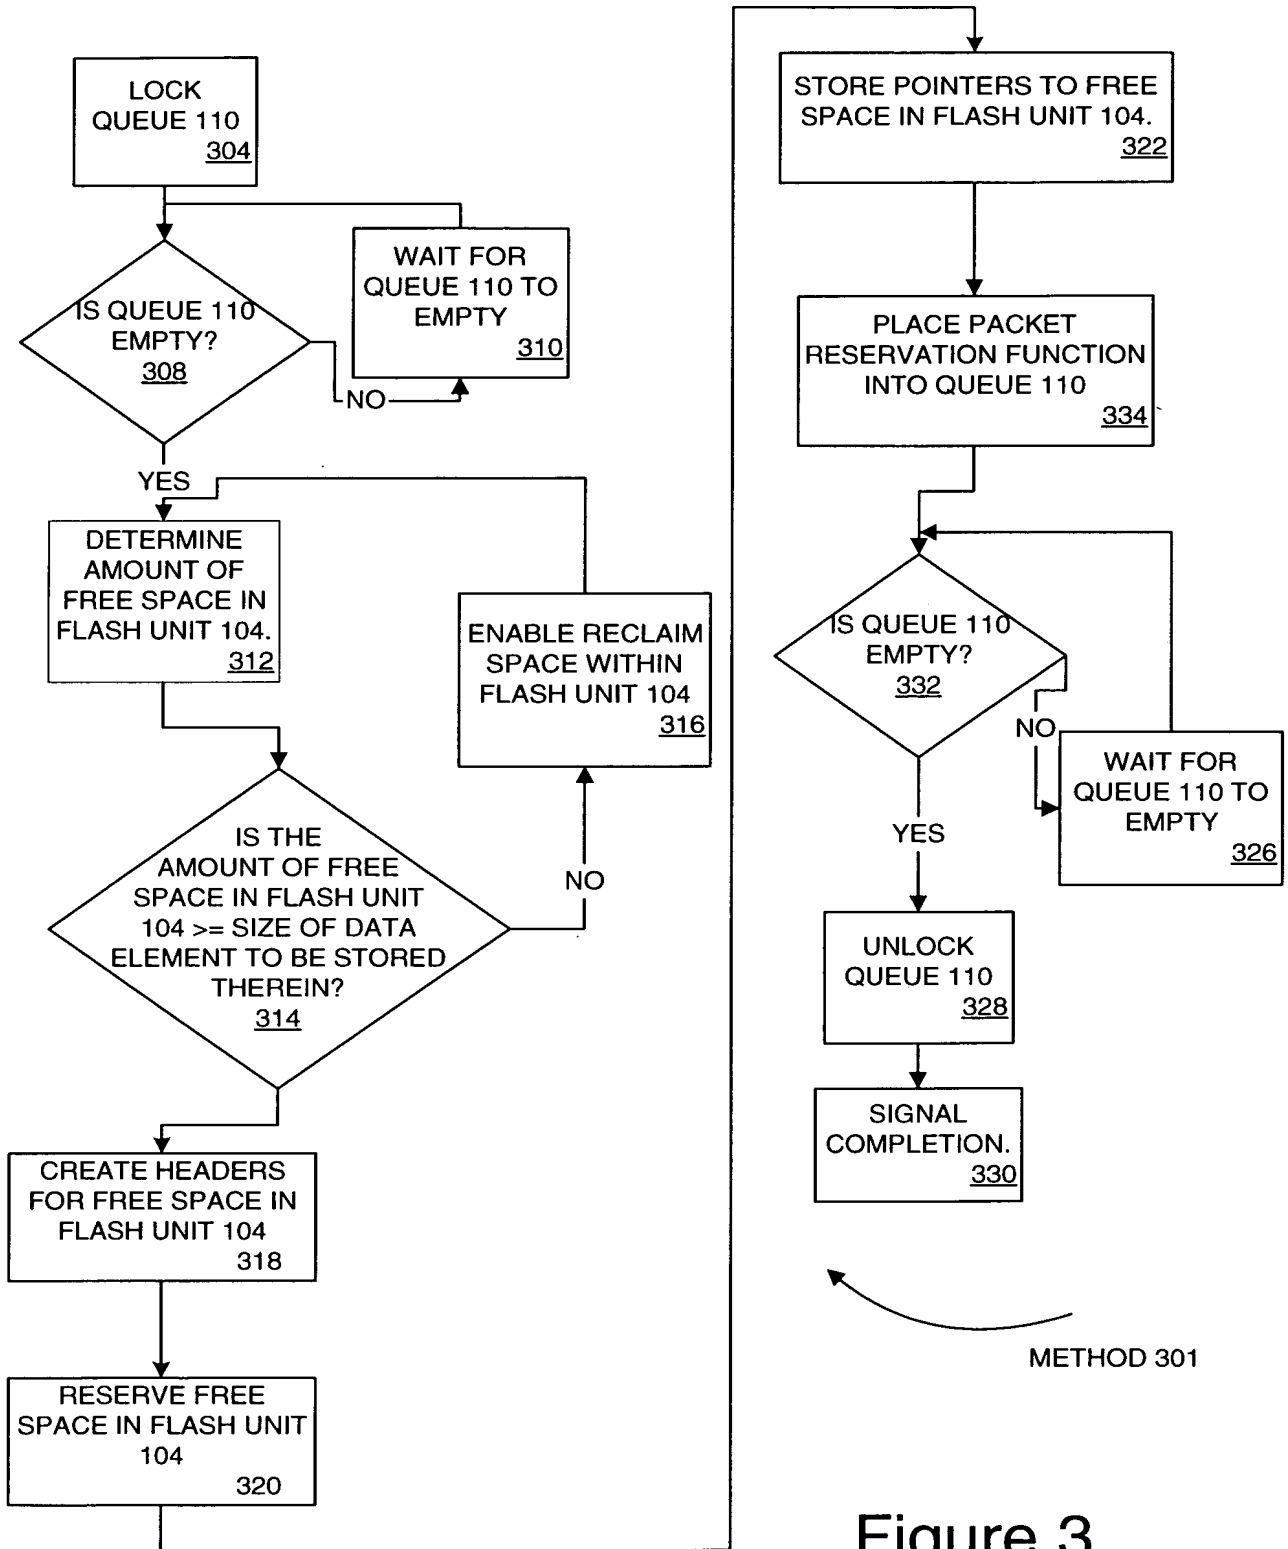 LOCK
QUEUE 110
304
IS QUEUE 110
EMPTY?
308
WAIT FOR
QUEUE 110 TO
EMPTY
310
NO
YES
DETERMINE
AMOUNT OF
FREE SPACE IN
FLASH UNIT 104.
312
ENABLE RECLAIM
SPACE WITHIN
FLASH UNIT 104
316
IS THE
AMOUNT OF FREE
SPACE IN FLASH UNIT
104 >= SIZE OF DATA
ELEMENT TO BE STORED
THEREIN?
314
NO
CREATE HEADERS
FOR FREE SPACE IN
FLASH UNIT 104
318
RESERVE FREE
SPACE IN FLASH UNIT
104
320
STORE POINTERS TO FREE
SPACE IN FLASH UNIT 104.
322
PLACE PACKET
RESERVATION FUNCTION
INTO QUEUE 110
334
IS QUEUE 110
EMPTY?
332
NO
WAIT FOR
QUEUE 110 TO
EMPTY
326
YES
UNLOCK
QUEUE 110
328
SIGNAL
COMPLETION.
330
METHOD 301
Figure 3